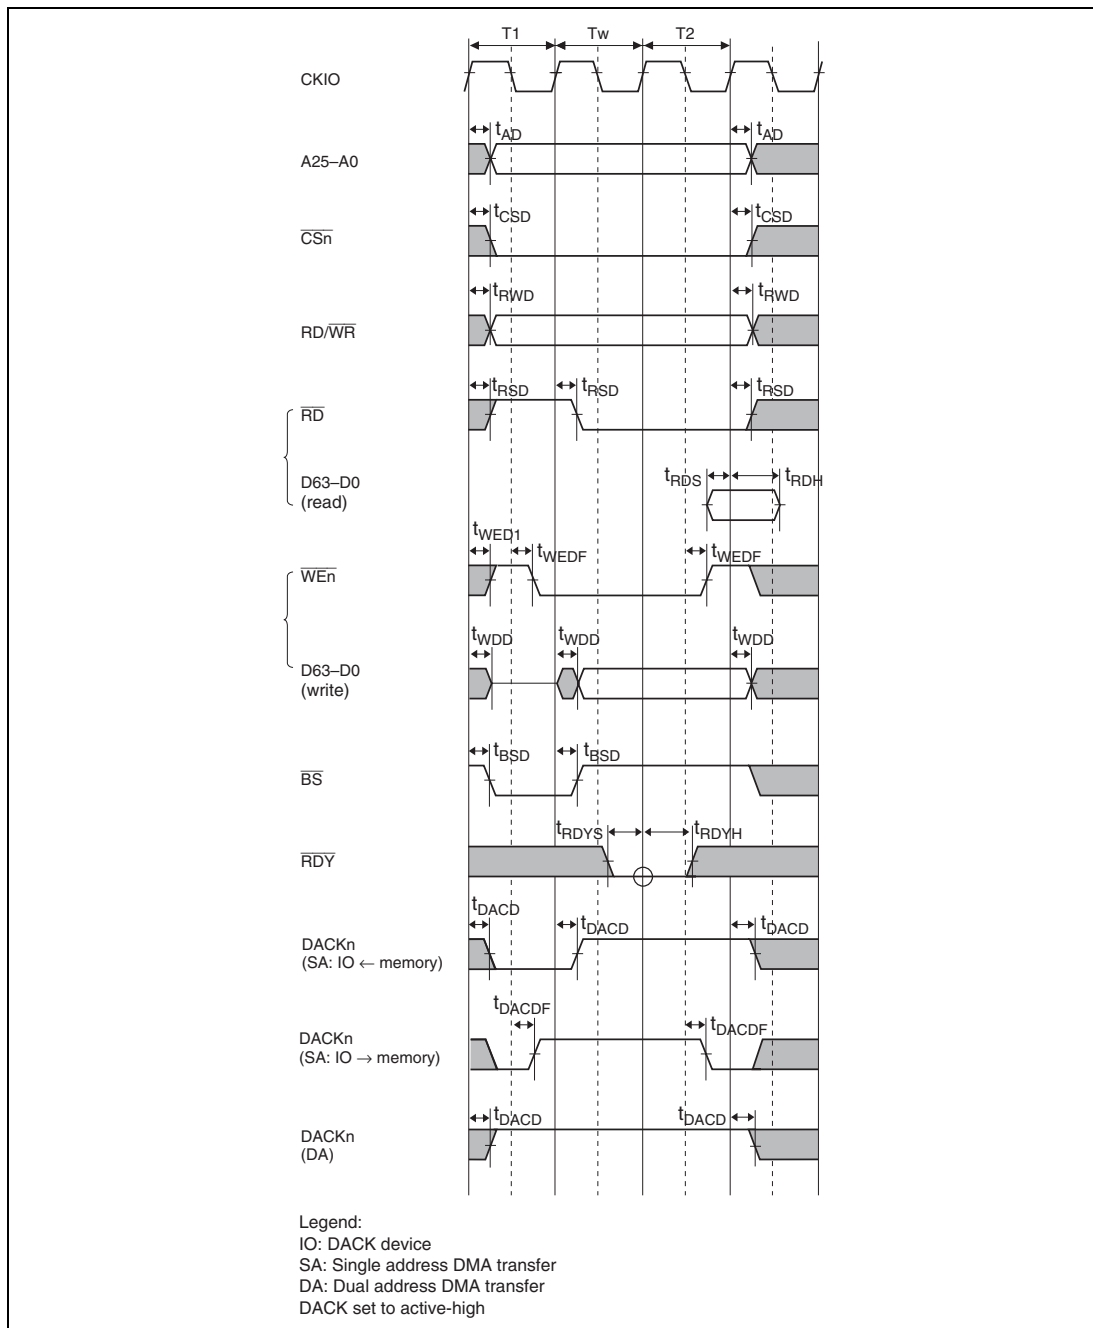 T1 Tw T2
CKIO
tAD tAD
A25–A0
tCSD tCSD
CSn
tRWD tRWD
RD/WR
tRSD tRSD tRSD
RD
tRDS tRDH
D63–D0
(read)
tWED1 tWEDF tWEDF
WEn
tWDD tWDD tWDD
D63–D0
(write)
tBSD tBSD
BS
tRDYS tRDYH
RDY
tDACD tDACD tDACD
DACKn
(SA: IO ← memory)
tDACDF tDACDF
DACKn
(SA: IO → memory)
tDACD tDACD
DACKn
(DA)
Legend:
IO: DACK device
SA: Single address DMA transfer
DA: Dual address DMA transfer
DACK set to active-high